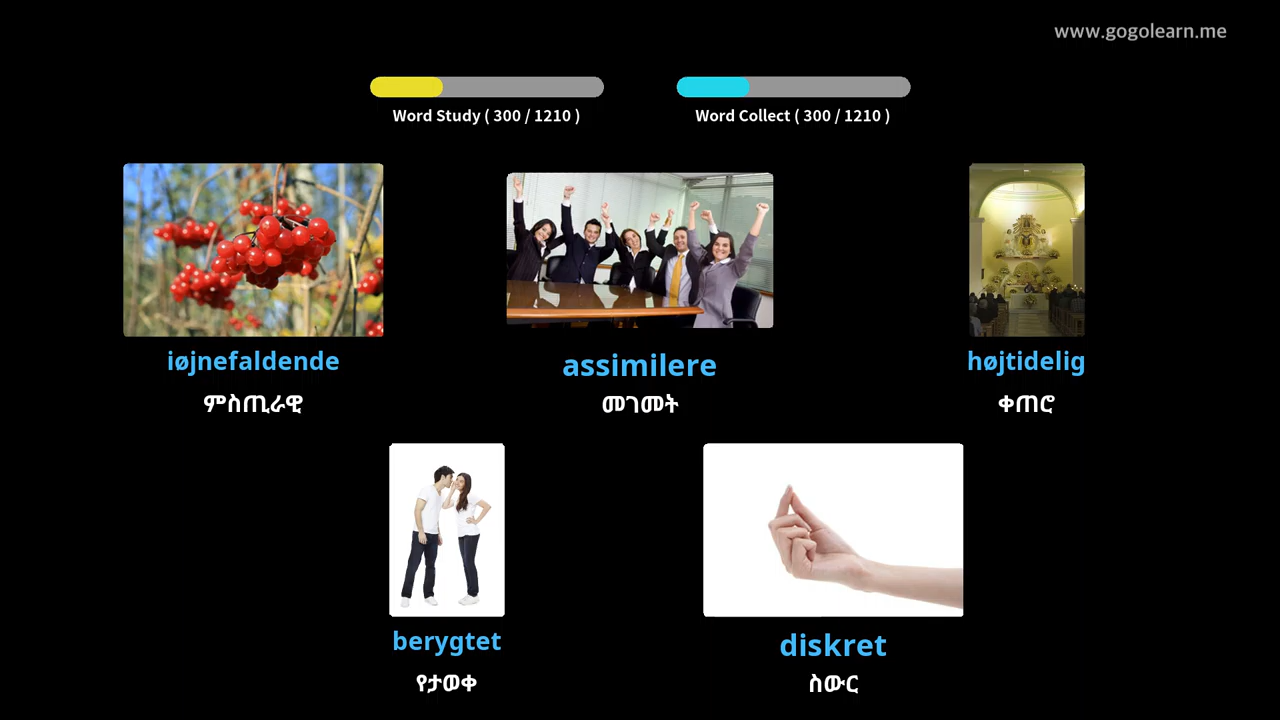 www.gogolearn.me
Word Study ( 300 / 1210 )
Word Collect ( 300 / 1210 )
iøjnefaldende
ምስጢራዊ
assimilere
መገመት
højtidelig
ቀጠሮ
berygtet
የታወቀ
diskret
ስውር